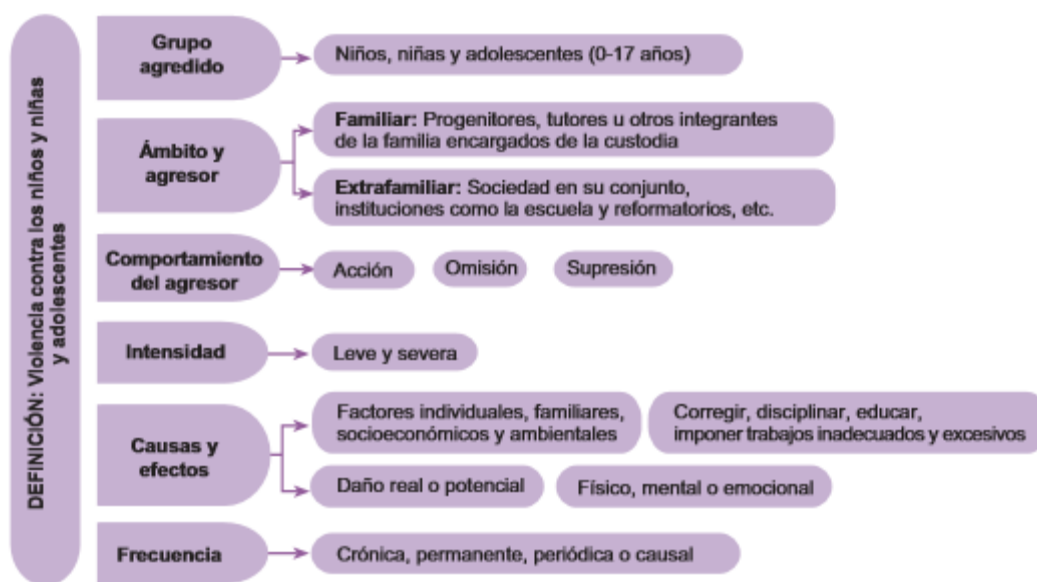 DEFINICIÓN: Violencia contra los niños y niñas
y adolescentes
Grupo
agredido
Niños, niñas y adolescentes (0-17 años)
Ámbito y
agresor
Familiar: Progenitores, tutores u otros integrantes
de la familia encargados de la custodia
Extrafamiliar: Sociedad en su conjunto,
instituciones como la escuela y reformatorios, etc.
Comportamiento
del agresor
Acción
Omisión
Supresión
Intensidad
Leve y severa
Causas y
efectos
Factores individuales, familiares,
socioeconómicos y ambientales
Corregir, disciplinar, educar,
imponer trabajos inadecuados y excesivos
Daño real o potencial
Físico, mental o emocional
Frecuencia
Crónica, permanente, periódica o causal